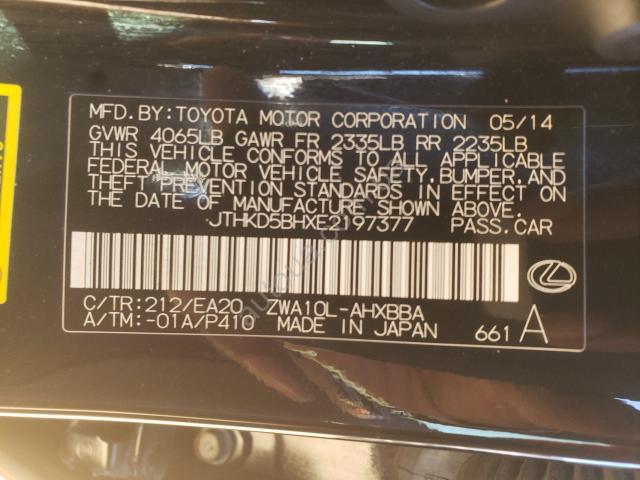 MFD.BY:TOYOTA MOTOR CORPORATION 05/14
GVWR 4065LB GAWR FR 2335LB RR 2235LB
THIS VEHICLE CONFORMS TO ALL APPLICABLE
FEDERAL MOTOR VEHICLE SAFETY,BUMPER,AND
THEFT PREVENTION STANDARDS IN EFFECT ON
THE DATE OF MANUFACTURE SHOWN ABOVE.
JTHKD5BHXE2197377 PASS.CAR
C/TR:212/EA20 ZWA10L-AHXBBA
A/TM:-01A/P410 MADE IN JAPAN 661 A